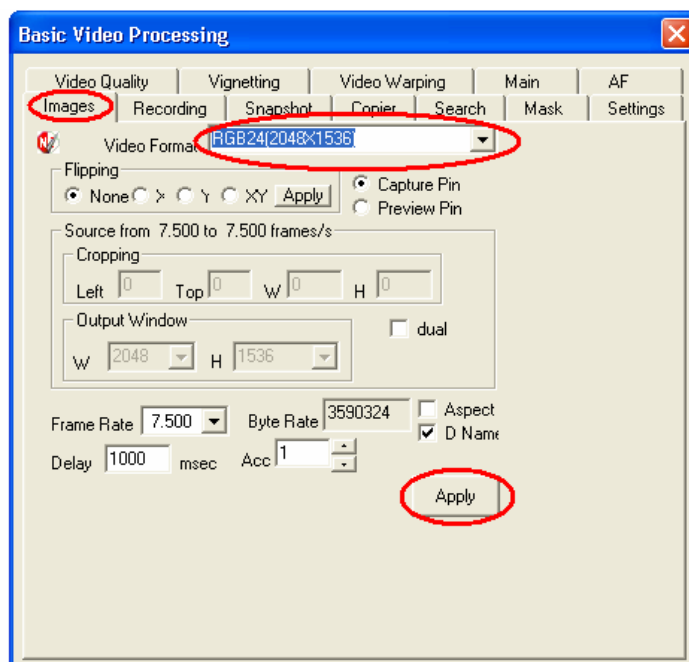 Basic Video Processing
Video Quality Vignetting Video Warping Main AF
Images Recording Snapshot Copier Search Mask Settings
Video Format RGB24(2048X1536)
Flipping
None X Y XY Apply
Capture Pin
Preview Pin
Source from 7.500 to 7.500 frames/s
Cropping
Left 0 Top 0 W 0 H 0
Output Window
dual
W 2048 H 1536
Frame Rate 7.500 Byte Rate 3590324 Aspect
D Name
Delay 1000 msec Acc 1
Apply